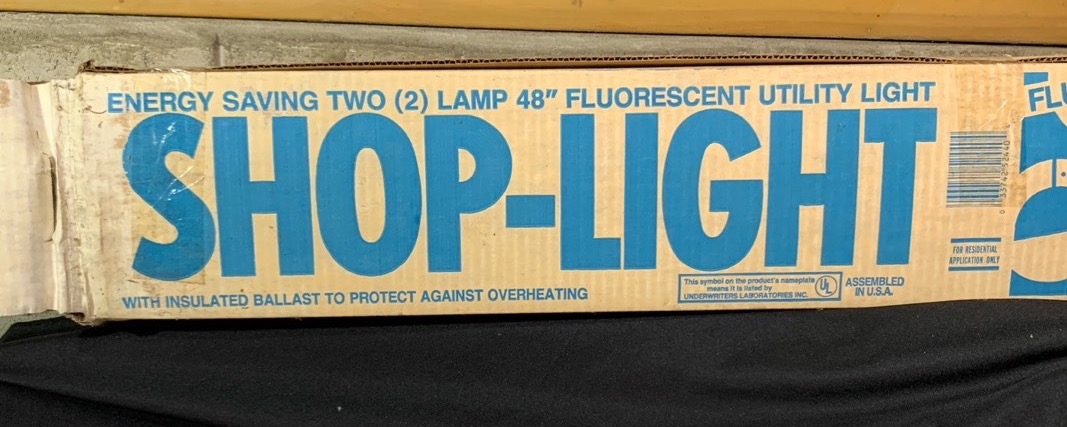 ENERGY SAVING TWO (2) LAMP 48" FLUORESCENT UTILITY LIGHT
SHOP-LIGHT
WITH INSULATED BALLAST TO PROTECT AGAINST OVERHEATING
This symbol on the product's nameplate
means it is listed by
UNDERWRITERS LABORATORIES INC.
UL
ASSEMBLED
IN U.S.A.
FOR RESIDENTIAL
APPLICATION ONLY
FLU